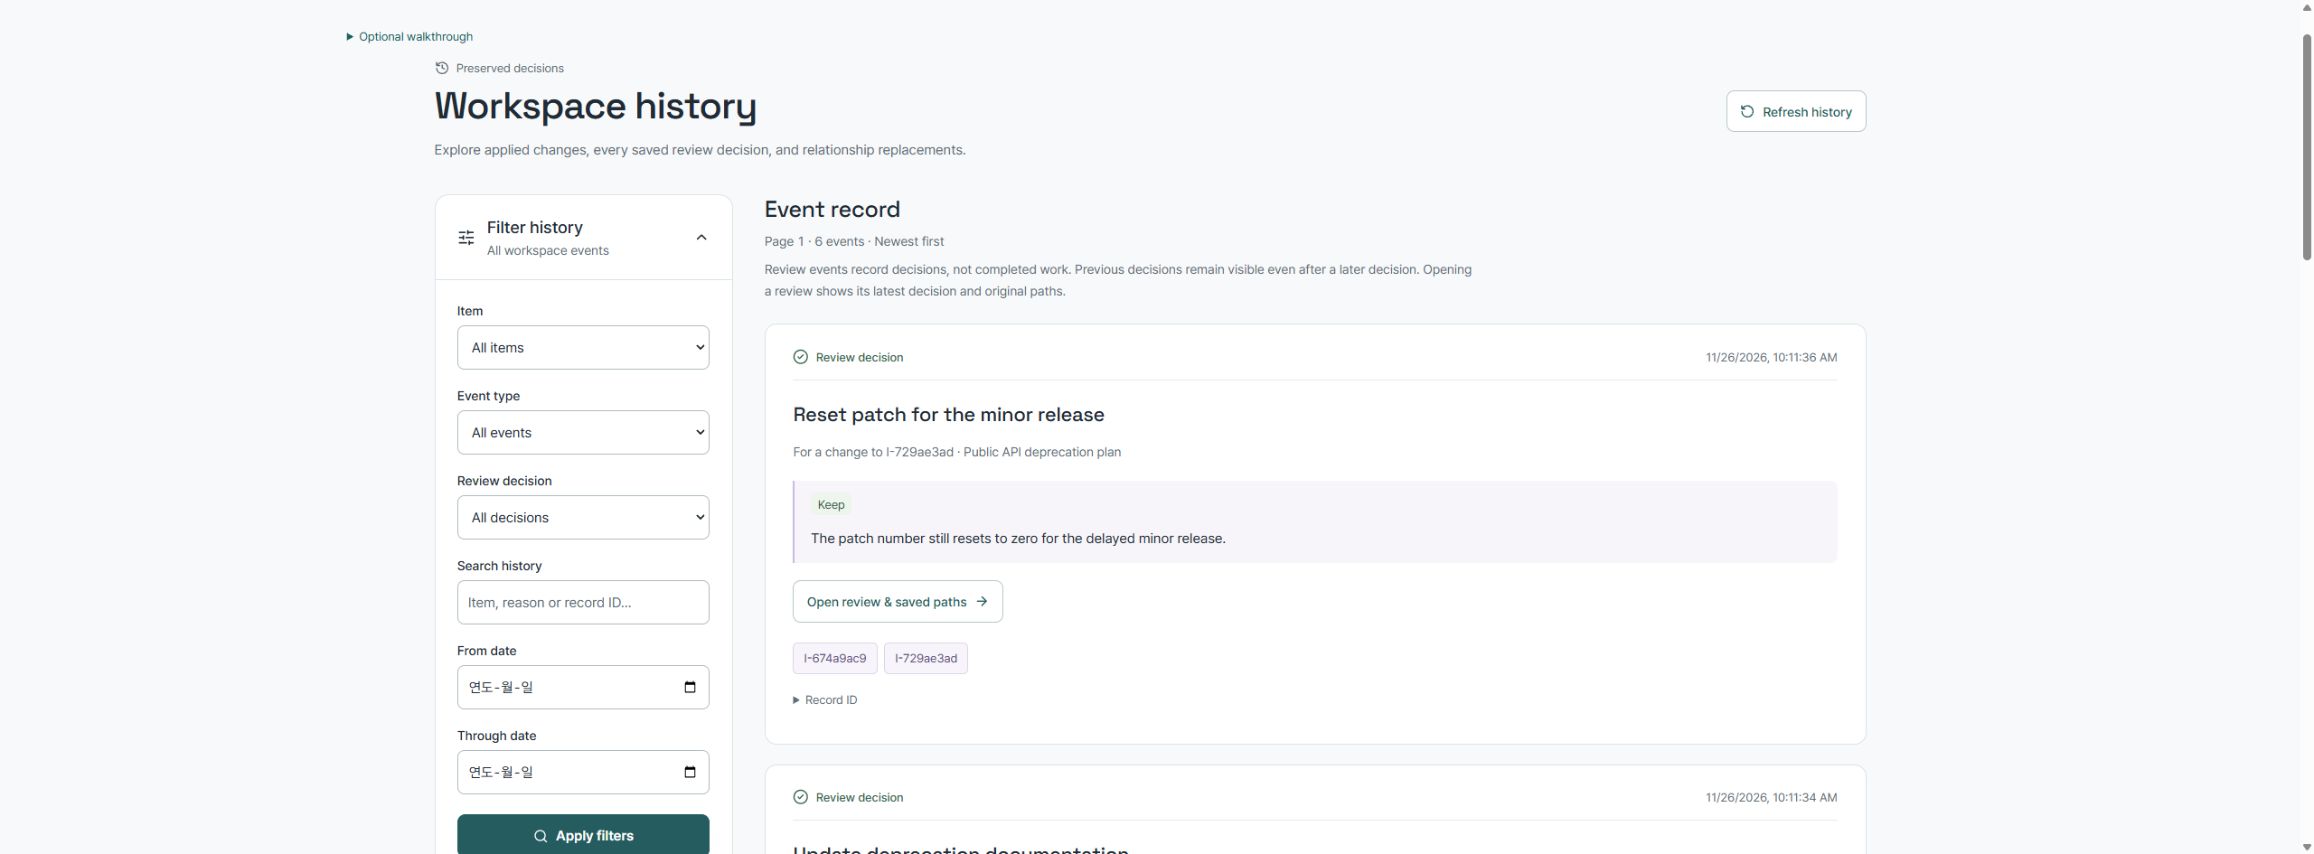 Optional walkthrough
Preserved decisions
Workspace history
Refresh history
Explore applied changes, every saved review decision, and relationship replacements.
Filter history
All workspace events
Item
All items
Event type
All events
Review decision
All decisions
Search history
Item, reason or record ID...
From date
연도-월-일
Through date
연도-월-일
Apply filters
Event record
Page 1 · 6 events · Newest first
Review events record decisions, not completed work. Previous decisions remain visible even after a later decision. Opening
a review shows its latest decision and original paths.
Review decision
11/26/2026, 10:11:36 AM
Reset patch for the minor release
For a change to I-729ae3ad · Public API deprecation plan
Keep
The patch number still resets to zero for the delayed minor release.
Open review & saved paths
I-674a9ac9
I-729ae3ad
Record ID
Review decision
11/26/2026, 10:11:34 AM
Update deprecation documentation